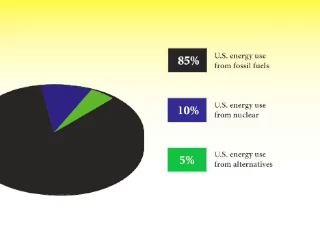 85%
U.S. energy use
from fossil fuels
10%
U.S. energy use
from nuclear
5%
U.S. energy use
from alternatives